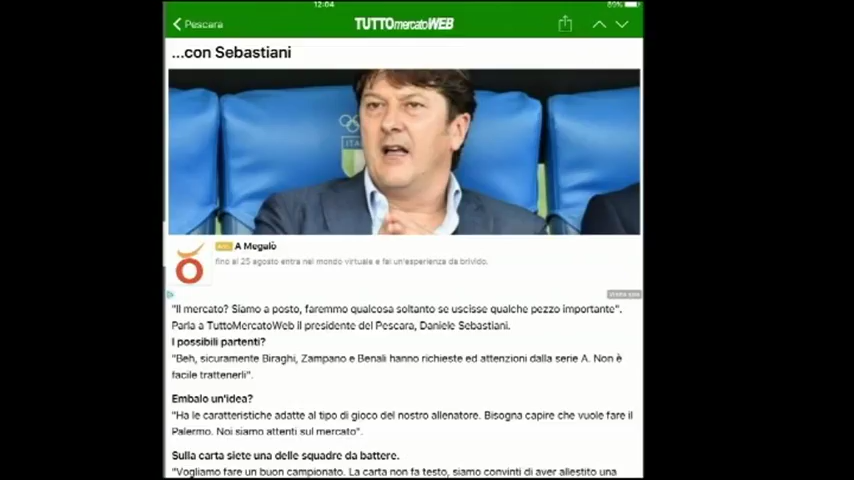 12:04
89%
Pescara
TUTTOmercatoWEB
...con Sebastiani
ITAL
A Megalò
fino al 25 agosto entra nel mondo virtuale e fai un'esperienza da brivido.
"Il mercato? Siamo a posto, faremmo qualcosa soltanto se uscisse qualche pezzo importante".
Parla a TuttoMercatoWeb il presidente del Pescara, Daniele Sebastiani.
I possibili partenti?
"Beh, sicuramente Biraghi, Zampano e Benali hanno richieste ed attenzioni dalla serie A. Non è
facile trattenerli".
Embalo un'idea?
"Ha le caratteristiche adatte al tipo di gioco del nostro allenatore. Bisogna capire che vuole fare il
Palermo. Noi siamo attenti sul mercato".
Sulla carta siete una delle squadre da battere.
"Vogliamo fare un buon campionato. La carta non fa testo, siamo convinti di aver allestito una